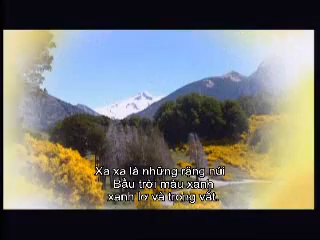 Xa xa là những rặng núi
Bầu trời màu xanh
xanh lơ và trong vắt.